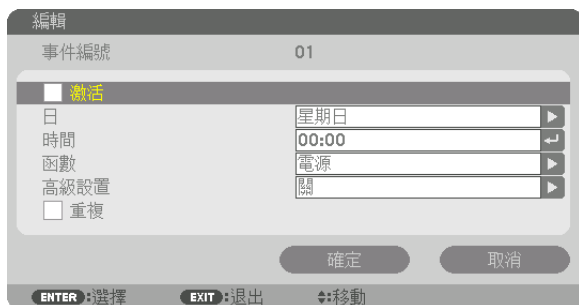 編輯
事件編號 01
激活
日 星期日
時間 00:00
函數 電源
高級設置 關
重複
確定 取消
ENTER:選擇 EXIT:退出 :移動